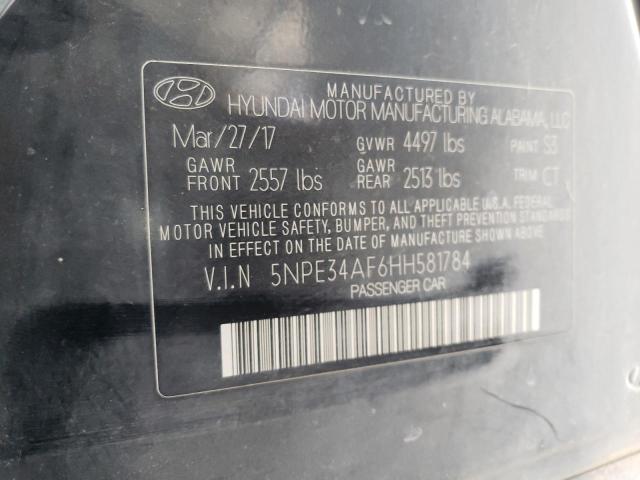 MANUFACTURED BY
HYUNDAI MOTOR MANUFACTURING ALABAMA, LLC
Mar/27/17 GVWR 4497 lbs PAINT S3
GAWR FRONT 2557 lbs GAWR REAR 2513 lbs TRIM CT
THIS VEHICLE CONFORMS TO ALL APPLICABLE U.S.A. FEDERAL
MOTOR VEHICLE SAFETY, BUMPER, AND THEFT PREVENTION STANDARDS
IN EFFECT ON THE DATE OF MANUFACTURE SHOWN ABOVE.
V.I.N 5NPE34AF6HH581784
PASSENGER CAR